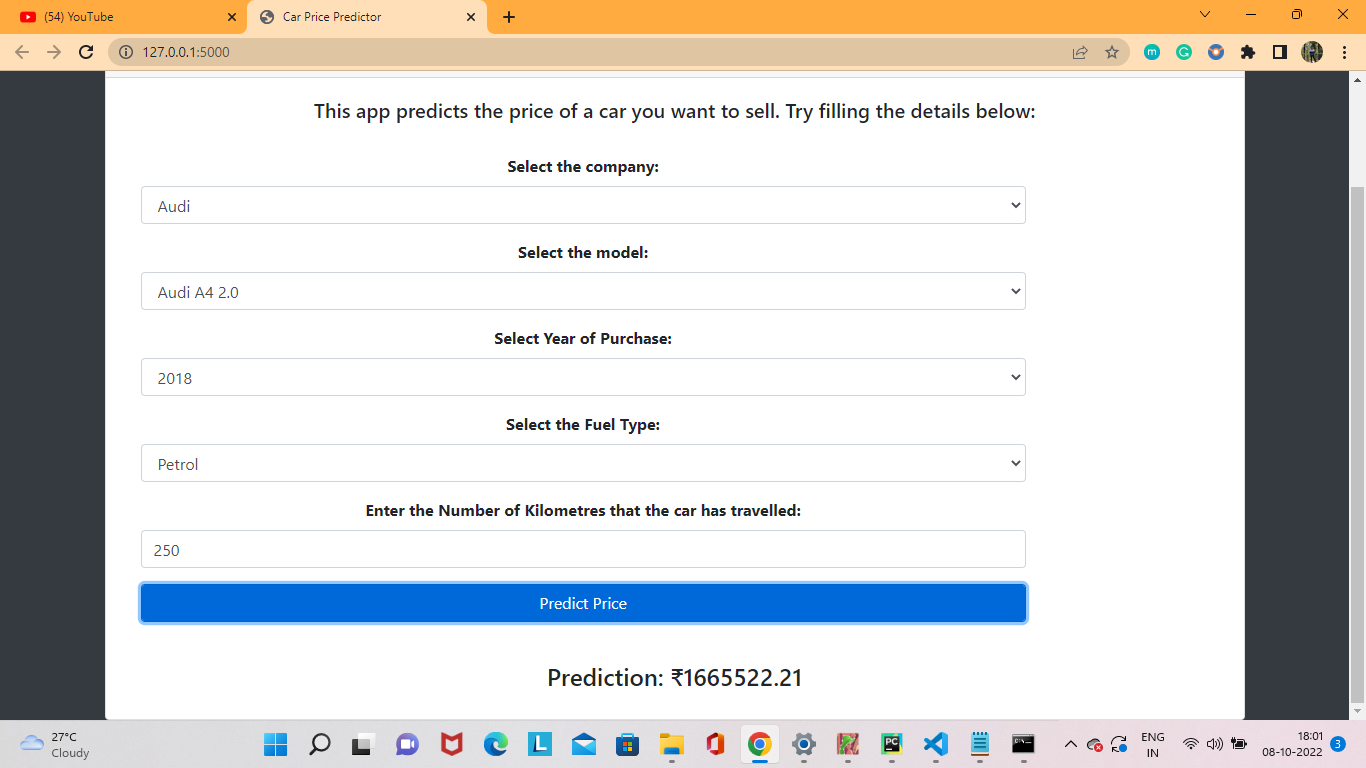 (54) YouTube
Car Price Predictor
127.0.0.1:5000
This app predicts the price of a car you want to sell. Try filling the details below:
Select the company:
Audi
Select the model:
Audi A4 2.0
Select Year of Purchase:
2018
Select the Fuel Type:
Petrol
Enter the Number of Kilometres that the car has travelled:
250
Predict Price
Prediction: ₹1665522.21
27°C
Cloudy
L
PC
ENG
IN
18:01
08-10-2022
3